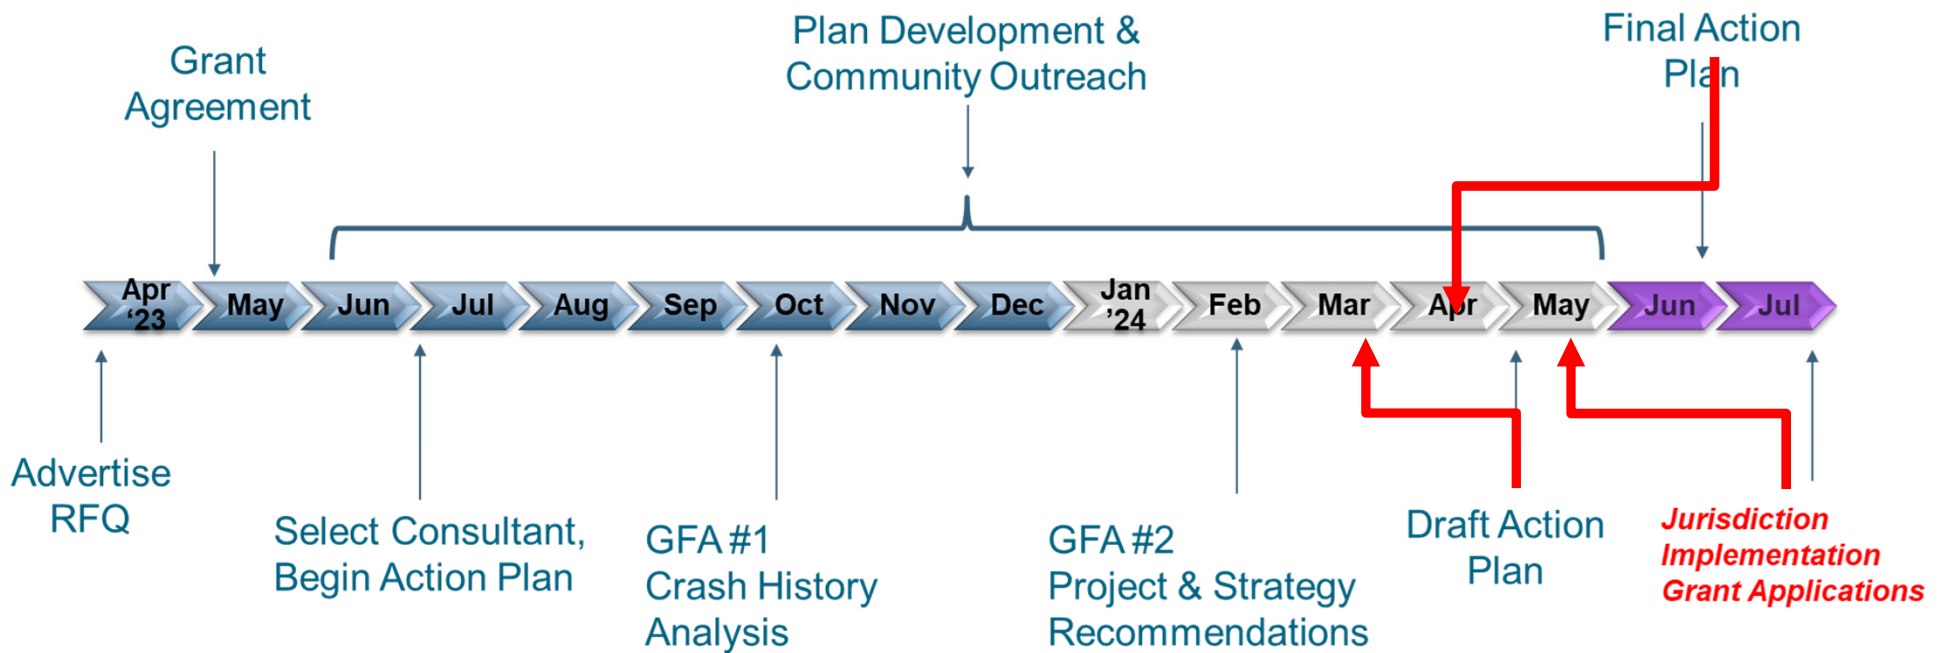 Grant
Agreement
Plan Development &
Community Outreach
Final Action
Plan
Apr
‘23
May
Jun
Jul
Aug
Sep
Oct
Nov
Dec
Jan
’24
Feb
Mar
Apr
May
Jun
Jul
Advertise
RFQ
Select Consultant,
Begin Action Plan
GFA #1
Crash History
Analysis
GFA #2
Project & Strategy
Recommendations
Draft Action
Plan
Jurisdiction
Implementation
Grant Applications